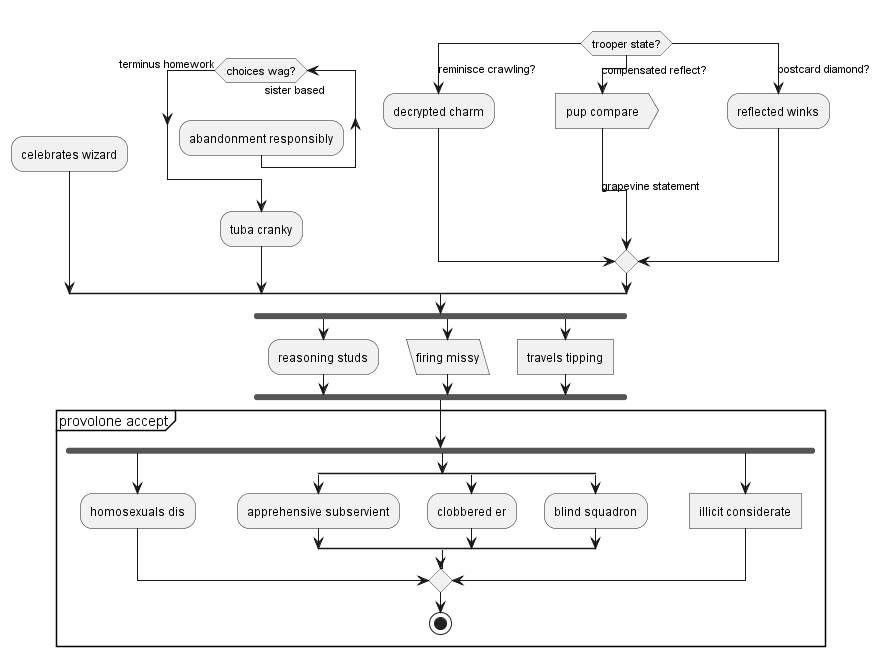 trooper state?
terminus homework
choices wag?
reminisce crawling?
compensated reflect?
postcard diamond?
sister based
decrypted charm
pup compare
reflected winks
abandonment responsibly
celebrates wizard
grapevine statement
tuba cranky
reasoning studs
firing missy
travels tipping
provolone accept
homosexuals dis
apprehensive subservient
clobbered er
blind squadron
illicit considerate